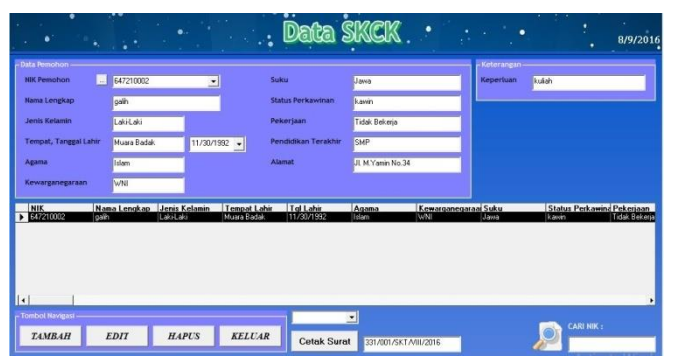 Data SKCK
8/9/2016
Data Pemohon
NIK Pemohon ... 647210002
Nama Lengkap galih
Jenis Kelamin Laki-Laki
Tempat, Tanggal Lahir Muara Badak 11/30/1992
Agama Islam
Kewarganegaraan WNI
Suku Jawa
Status Perkawinan kawin
Pekerjaan Tidak Bekerja
Pendidikan Terakhir SMP
Alamat Jl. M.Yamin No.34
Keterangan
Keperluan kuliah
NIK Nama Lengkap Jenis Kelamin Tempat Lahir Tgl Lahir Agama Kewarganegaraa Suku Status Perkawina Pekerjaan
647210002 galih Laki-Laki Muara Badak 11/30/1992 Islam WNI Jawa kawin Tidak Bekerja
Tombol Navigasi
TAMBAH EDIT HAPUS KELUAR
Cetak Surat 331/001/SKT/VIII/2016
CARI NIK :